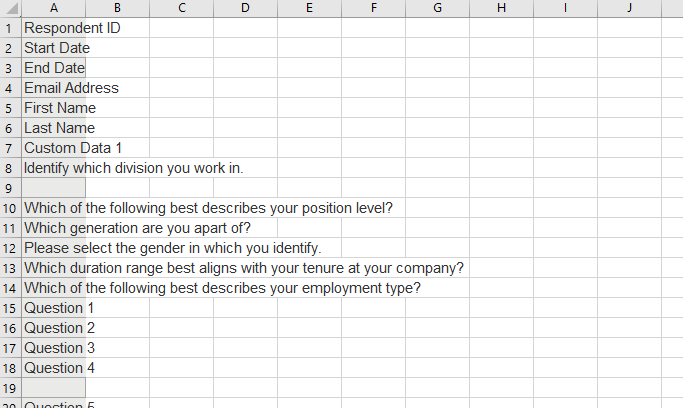 A B C D E F G H I J
1 Respondent ID
2 Start Date
3 End Date
4 Email Address
5 First Name
6 Last Name
7 Custom Data 1
8 Identify which division you work in.
9
10 Which of the following best describes your position level?
11 Which generation are you apart of?
12 Please select the gender in which you identify.
13 Which duration range best aligns with your tenure at your company?
14 Which of the following best describes your employment type?
15 Question 1
16 Question 2
17 Question 3
18 Question 4
19
20 Question 5